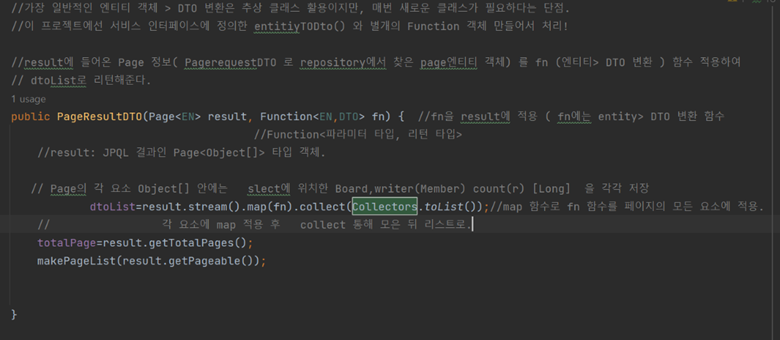 //가장 일반적인 엔티티 객체 > DTO 변환은 추상 클래스 활용이지만, 매번 새로운 클래스가 필요하다는 단점.
//이 프로젝트에선 서비스 인티페이스에 정의한 entitiyTODto() 와 별개의 Function 객체 만들어서 처리!
//result에 들어온 Page 정보( PagerequestDTO 로 repository에서 찾은 page엔티티 객체) 를 fn (엔티티> DTO 변환 ) 함수 적용하여
// dtoList로 리턴해준다.
1 usage
public PageResultDTO(Page<EN> result, Function<EN,DTO> fn) {  //fn을 result에 적용 ( fn에는 entity> DTO 변환 함수
//Function<파라미터 타입, 리턴 타입>
//result: JPQL 결과인 Page<Object[]> 타입 객체.
// Page의 각 요소 Object[] 안에는   slect에 위치한 Board,writer(Member) count(r) [Long]  을 각각 저장
dtoList=result.stream().map(fn).collect(Collectors.toList());//map 함수로 fn 함수를 페이지의 모든 요소에 적용.
//               각 요소에 map 적용 후   collect 통해 모은 뒤 리스트로.
totalPage=result.getTotalPages();
makePageList(result.getPageable());
}